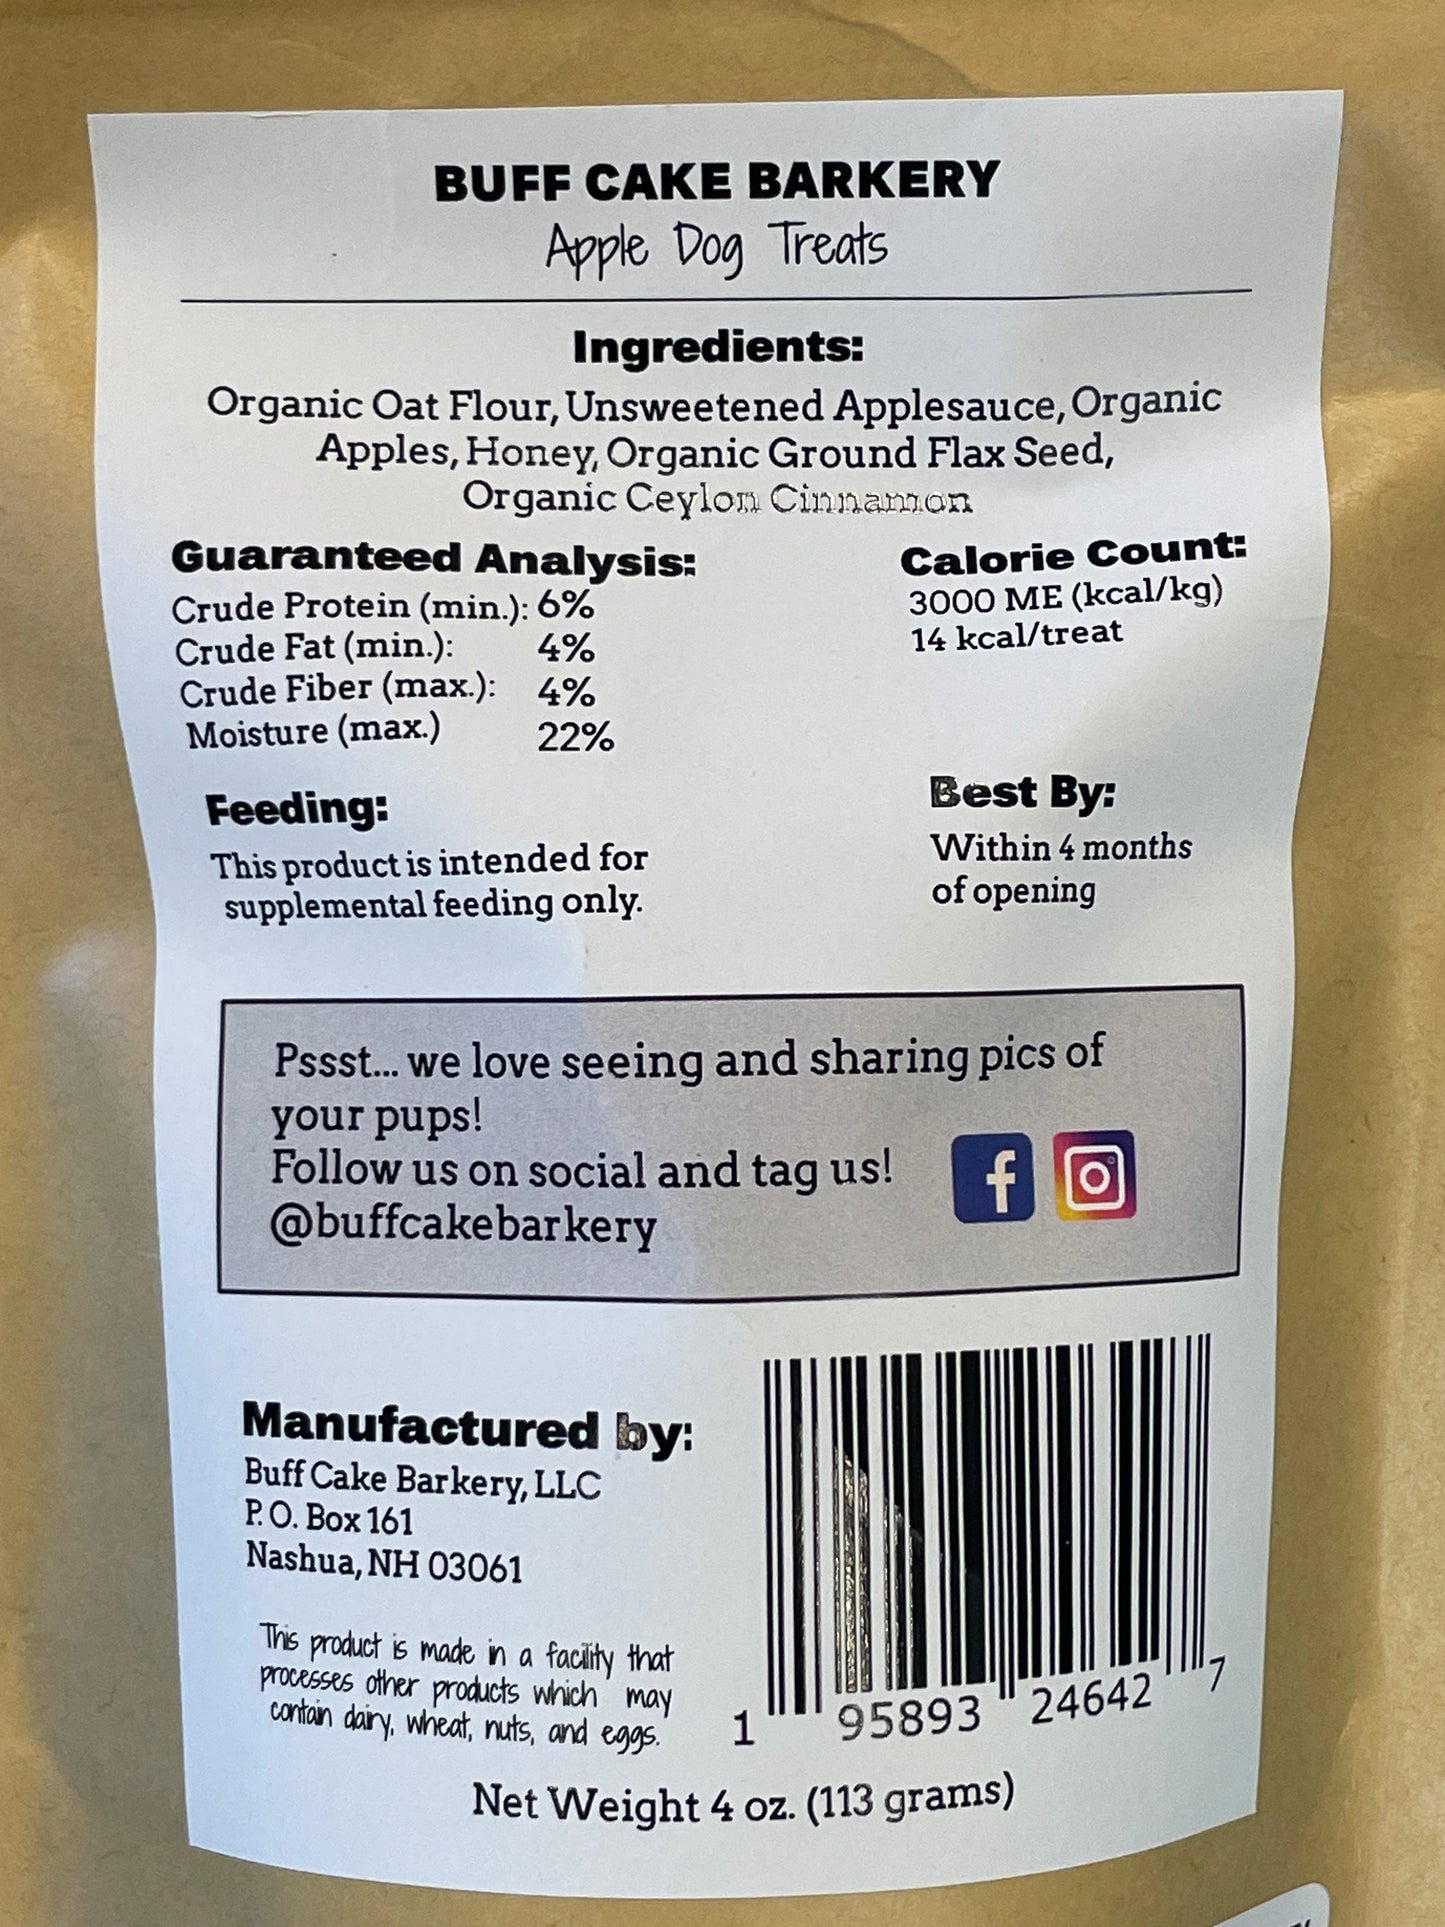 BUFF CAKE BARKERY
Apple Dog Treats
Ingredients:
Organic Oat Flour, Unsweetened Applesauce, Organic
Apples, Honey, Organic Ground Flax Seed,
Organic Ceylon Cinnamon
Guaranteed Analysis:
Crude Protein (min.): 6%
Crude Fat (min.): 4%
Crude Fiber (max.): 4%
Moisture (max.) 22%
Calorie Count:
3000 ME (kcal/kg)
14 kcal/treat
Feeding:
This product is intended for
supplemental feeding only.
Best By:
Within 4 months
of opening
Pssst... we love seeing and sharing pics of
your pups!
Follow us on social and tag us!
@buffcakebarkery
Manufactured by:
Buff Cake Barkery, LLC
P. O. Box 161
Nashua, NH 03061
This product is made in a facility that
processes other products which may
contain dairy, wheat, nuts, and eggs.
1 95893 24642 7
Net Weight 4 oz. (113 grams)